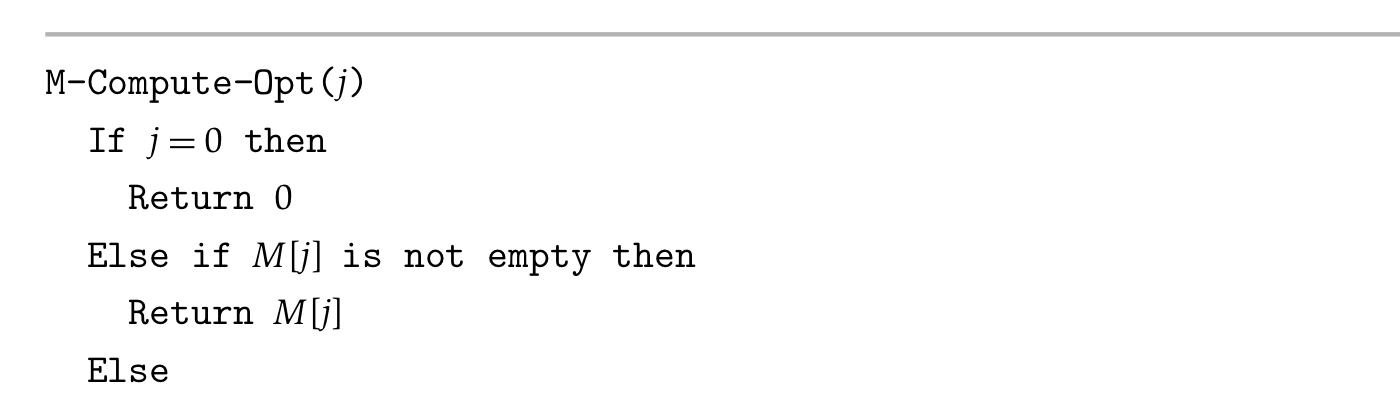 M-Compute-Opt(j)
If j = 0 then
Return 0
Else if M[j] is not empty then
Return M[j]
Else